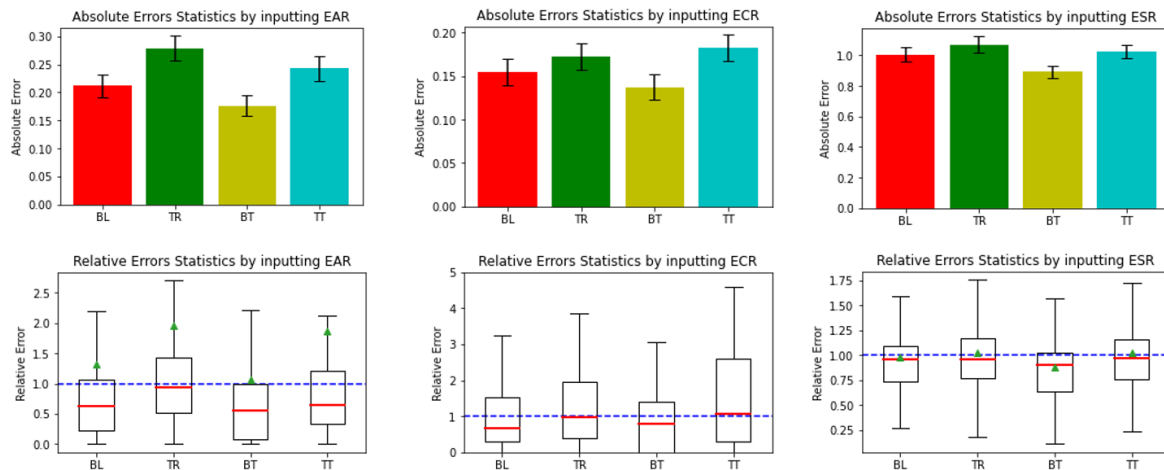 Absolute Errors Statistics by inputting EAR
Absolute Error
0.30
0.25
0.20
0.15
0.10
0.05
0.00
BL TR BT TT
Absolute Errors Statistics by inputting ECR
Absolute Error
0.20
0.15
0.10
0.05
0.00
BL TR BT TT
Absolute Errors Statistics by inputting ESR
Absolute Error
1.0
0.8
0.6
0.4
0.2
0.0
BL TR BT TT
Relative Errors Statistics by inputting EAR
Relative Error
2.5
2.0
1.5
1.0
0.5
0.0
BL TR BT TT
Relative Errors Statistics by inputting ECR
Relative Error
5
4
3
2
1
0
BL TR BT TT
Relative Errors Statistics by inputting ESR
Relative Error
1.75
1.50
1.25
1.00
0.75
0.50
0.25
BL TR BT TT